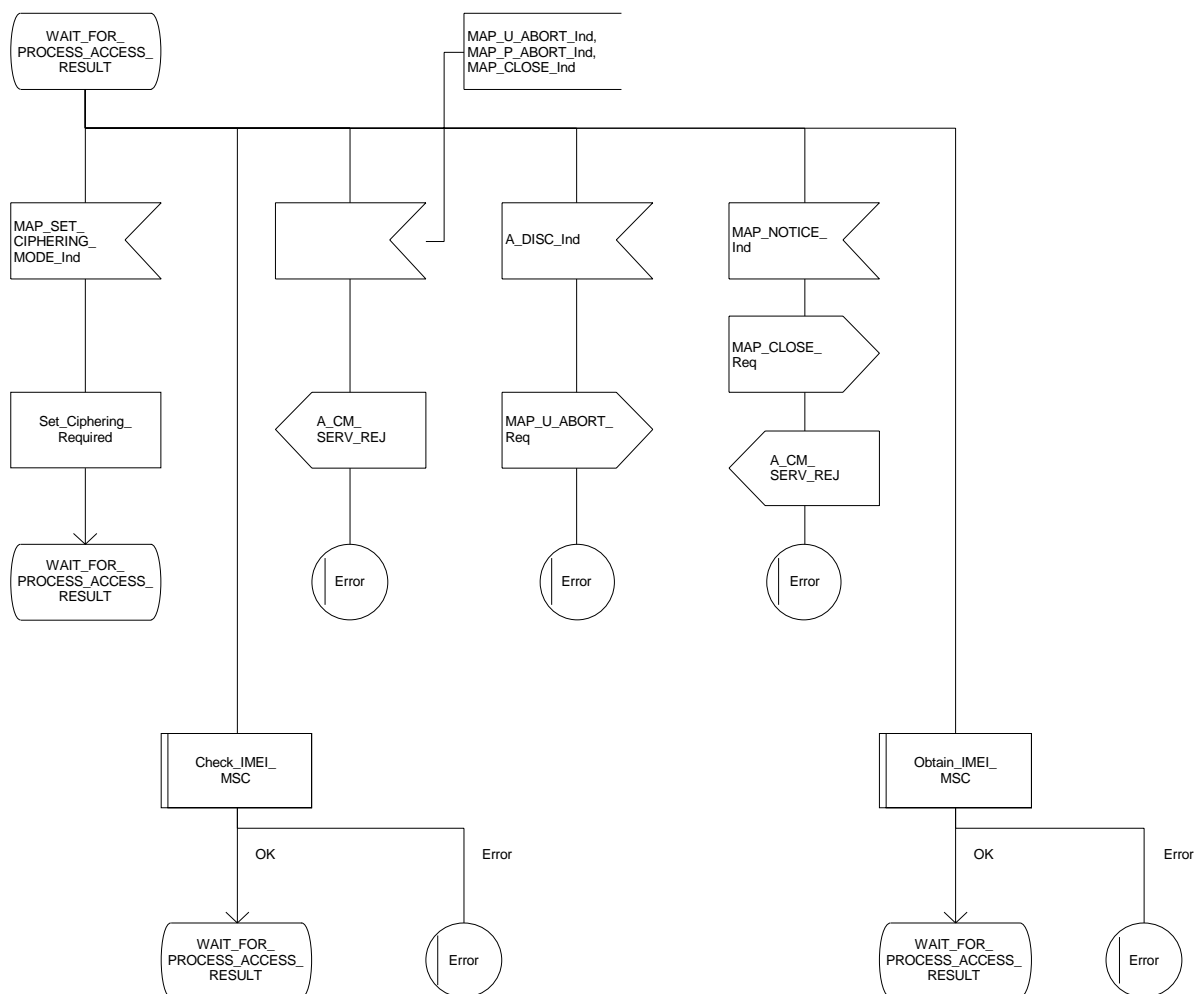 WAIT_FOR_
PROCESS_ACCESS_
RESULT
MAP_U_ABORT_Ind,
MAP_P_ABORT_Ind,
MAP_CLOSE_Ind
MAP_SET_
CIPHERING_
MODE_Ind
A_DISC_Ind
MAP_NOTICE_
Ind
MAP_CLOSE_
Req
Set_Ciphering_
Required
A_CM_
SERV_REJ
MAP_U_ABORT_
Req
A_CM_
SERV_REJ
WAIT_FOR_
PROCESS_ACCESS_
RESULT
Error
Error
Error
Check_IMEI_
MSC
Obtain_IMEI_
MSC
OK
Error
OK
Error
WAIT_FOR_
PROCESS_ACCESS_
RESULT
Error
WAIT_FOR_
PROCESS_ACCESS_
RESULT
Error